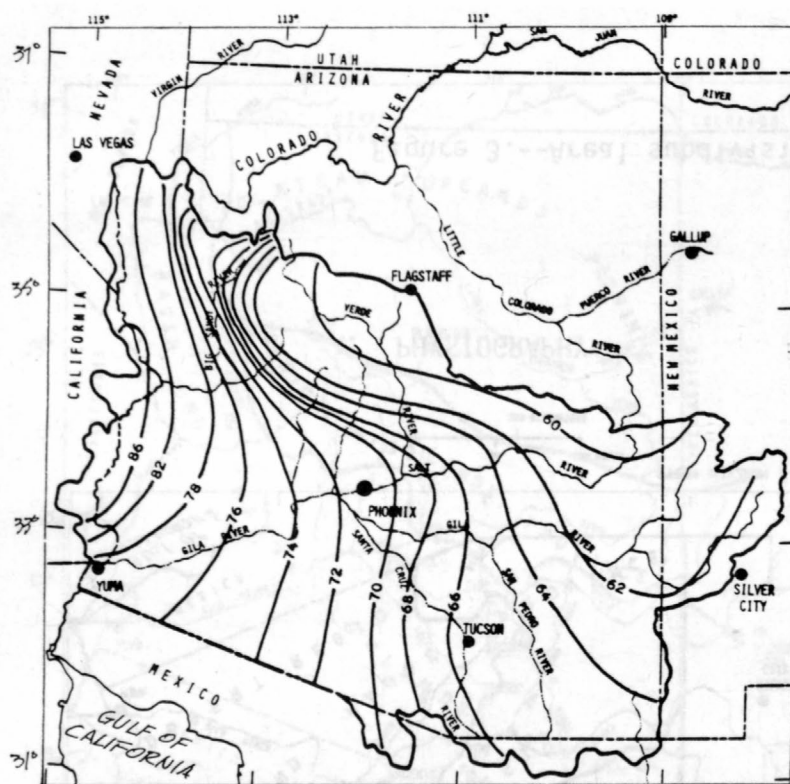 115° 113° 111° 109°
37°
UTAH
ARIZONA
COLORADO
NEVADA
VIRGIN RIVER
SAN JUAN RIVER
LAS VEGAS
COLORADO RIVER
GALLUP
LITTLE COLORADO RIVER
PUERCO RIVER
FLAGSTAFF
VERDE RIVER
BIG SANDY RIVER
CALIFORNIA
NEW MEXICO
60
86
82
78
76
SALT RIVER
PHOENIX
33°
GILA RIVER
GILA RIVER
74
72
70
68
66
64
62
SANTA CRUZ RIVER
SAN PEDRO RIVER
YUMA
TUCSON
SILVER CITY
MEXICO
GULF OF
CALIFORNIA
31°